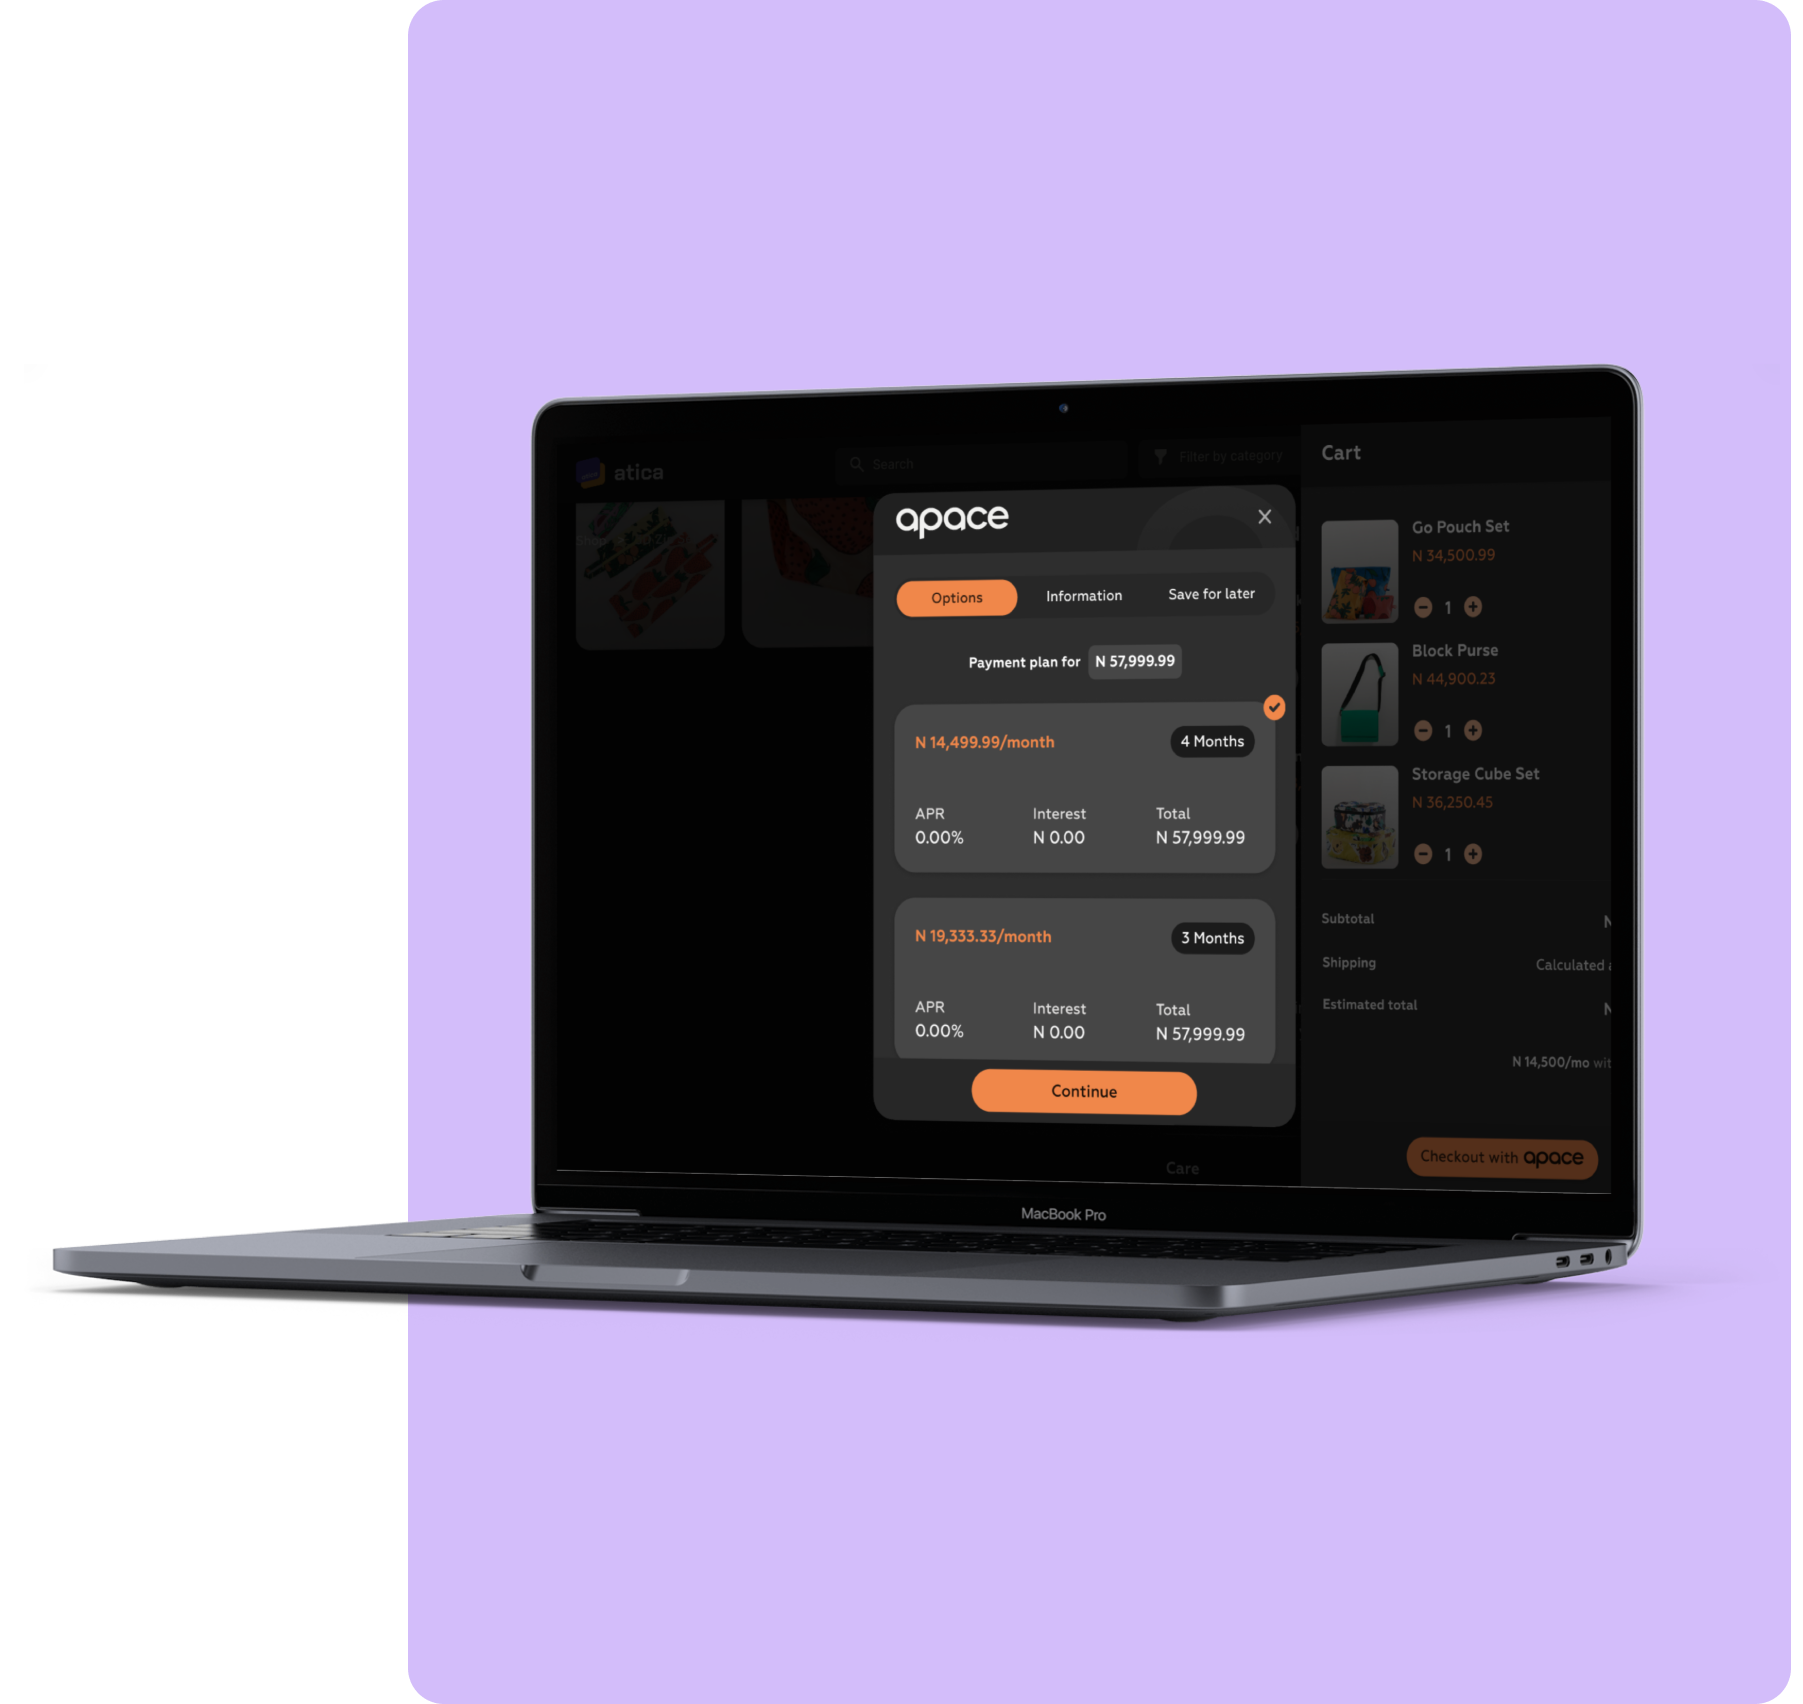 atica
Search
Filter by category
Cart
apace
X
Options
Information
Save for later
Payment plan for N 57,999.99
N 14,499.99/month
4 Months
APR
Interest
Total
0.00%
N 0.00
N 57,999.99
N 19,333.33/month
3 Months
APR
Interest
Total
0.00%
N 0.00
N 57,999.99
Continue
Go Pouch Set
N 34,500.99
1
Block Purse
N 44,900.23
1
Storage Cube Set
N 36,250.45
1
Subtotal
N
Shipping
Calculated
Estimated total
N
N 14,500/mo
Checkout with apace
Care
MacBook Pro